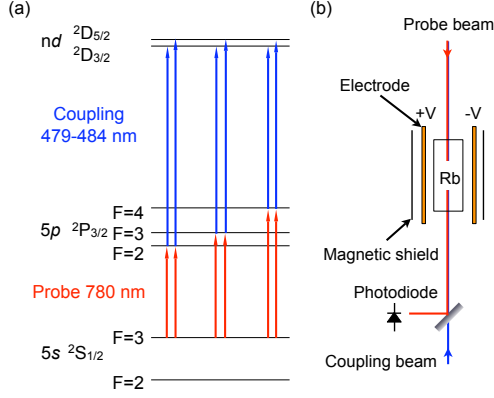 (a)
nd ²D₅/₂
²D₃/₂
Coupling
479-484 nm
F=4
5p ²P₃/₂ F=3
F=2
Probe 780 nm
F=3
5s ²S₁/₂
F=2
(b)
Probe beam
Electrode
+V
-V
Rb
Magnetic shield
Photodiode
Coupling beam